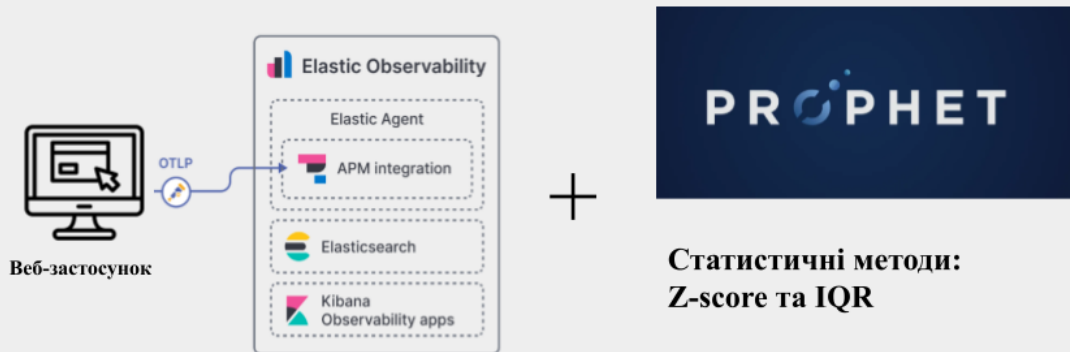 Elastic Observability
Elastic Agent
APM integration
OTLP
Веб-застосунок
Elasticsearch
Kibana
Observability apps
PROPHET
Статистичні методи:
Z-score та IQR